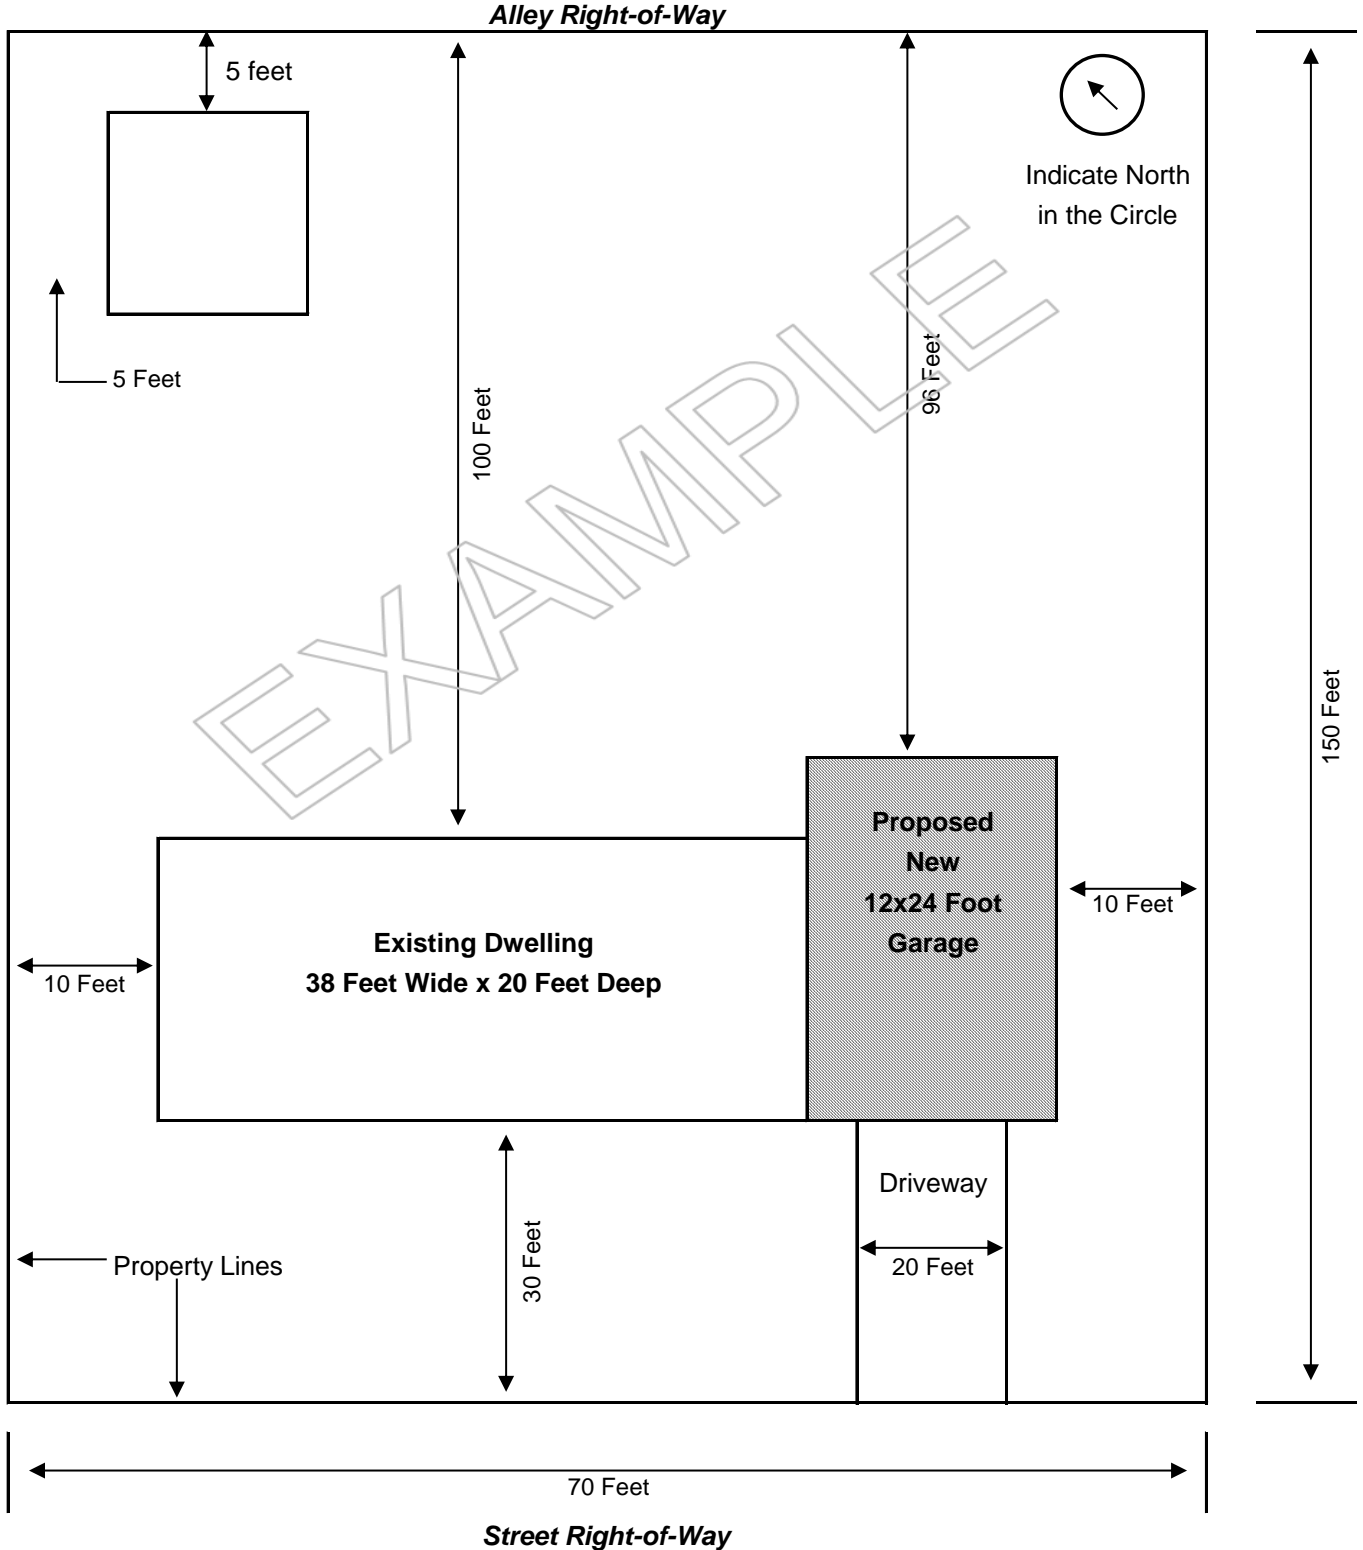 Alley Right-of-Way
5 feet
Indicate North
in the Circle
5 Feet
100 Feet
96 Feet
EXAMPLE
150 Feet
Proposed
New
12x24 Foot
Garage
10 Feet
Existing Dwelling
38 Feet Wide x 20 Feet Deep
10 Feet
Driveway
20 Feet
30 Feet
Property Lines
70 Feet
Street Right-of-Way